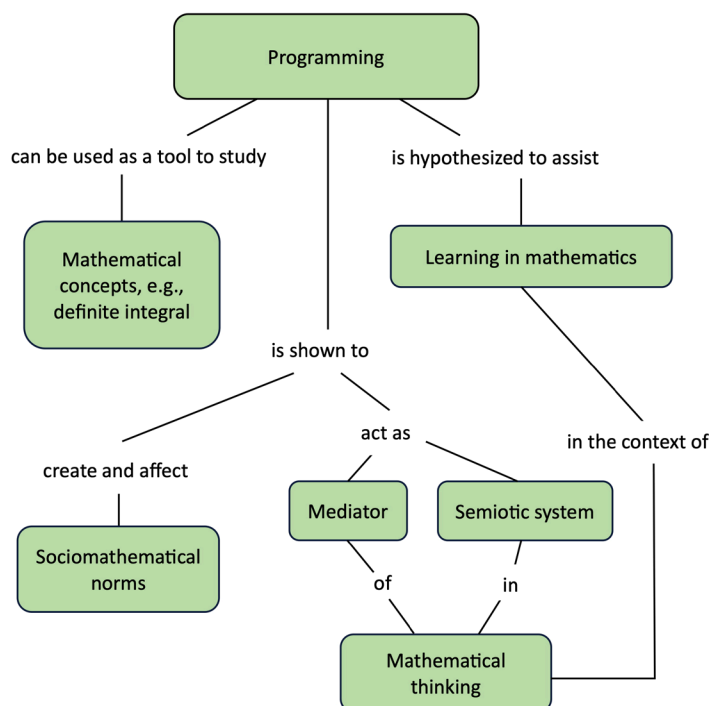 Programming
can be used as a tool to study
is hypothesized to assist
Mathematical
concepts, e.g.,
definite integral
Learning in mathematics
is shown to
act as
in the context of
create and affect
Mediator
Semiotic system
Sociomathematical
norms
of
in
Mathematical
thinking